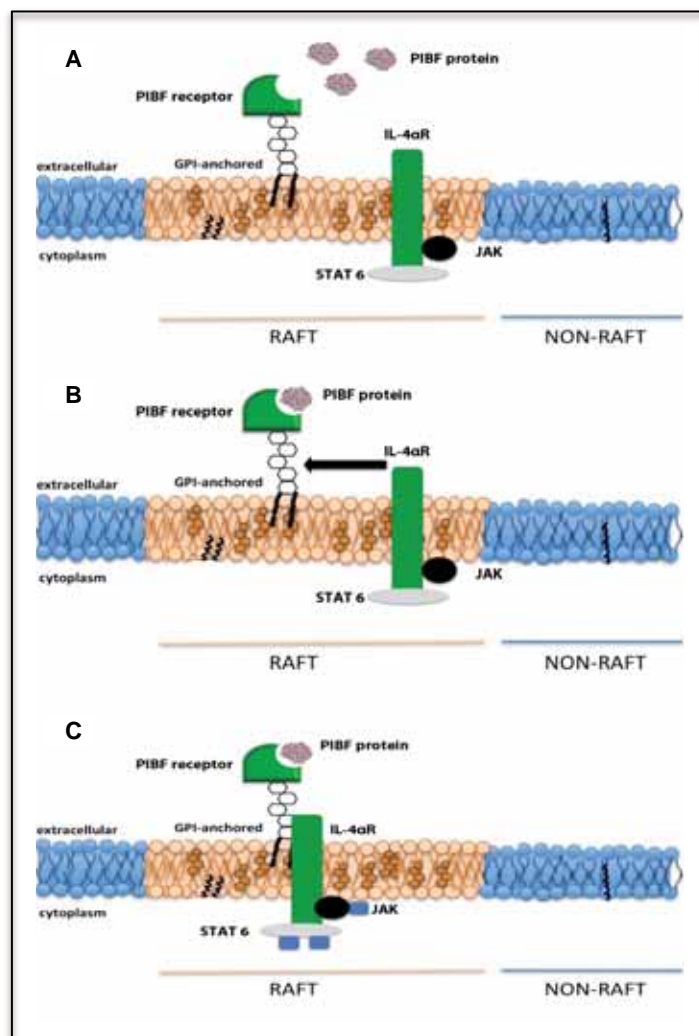 A
PIBF protein
PIBF receptor
IL-4αR
extracellular
GPI-anchored
cytoplasm
JAK
STAT 6
RAFT
NON-RAFT
B
PIBF protein
PIBF receptor
IL-4αR
GPI-anchored
extracellular
cytoplasm
JAK
STAT 6
RAFT
NON-RAFT
C
PIBF protein
PIBF receptor
IL-4αR
extracellular
GPI-anchored
cytoplasm
JAK
STAT 6
RAFT
NON-RAFT